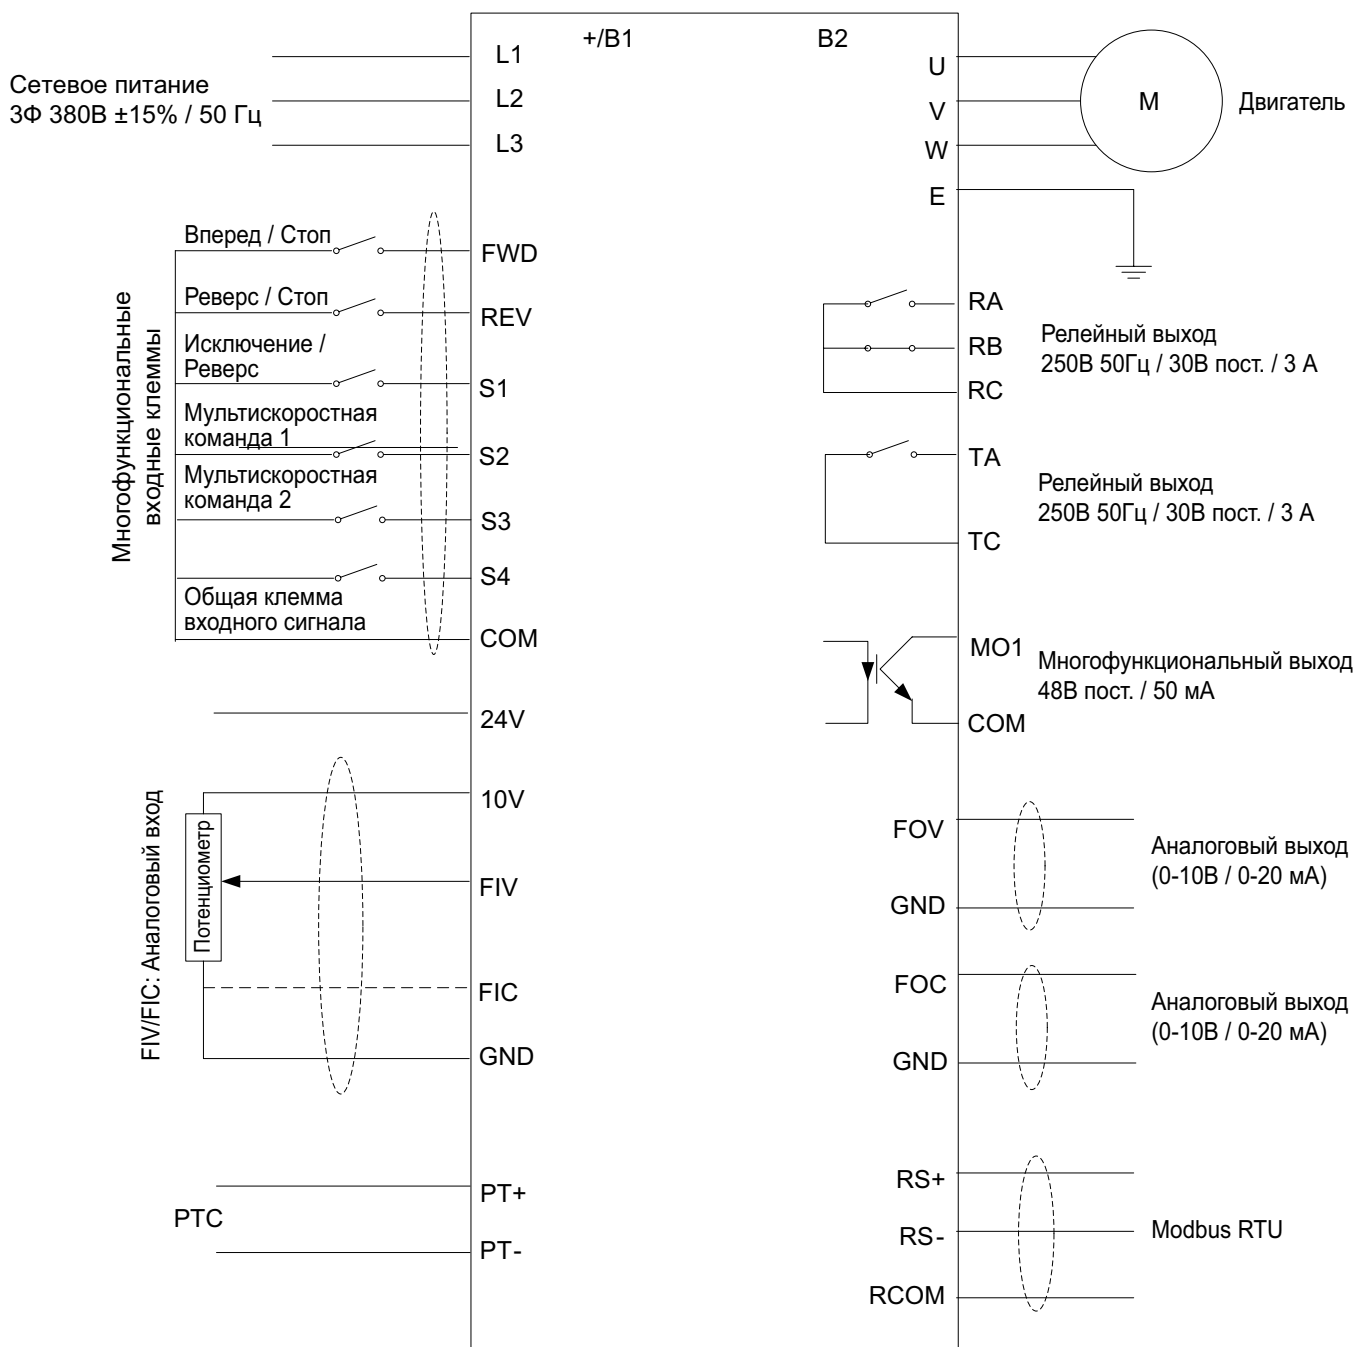 +/B1
B2
L1
L2
L3
Сетевое питание
3Ф 380В ±15% / 50 Гц
U
V
W
E
M
Двигатель
Многофункциональные
входные клеммы
Вперед / Стоп
FWD
Реверс / Стоп
REV
Исключение /
Реверс
S1
Мультискоростная
команда 1
S2
Мультискоростная
команда 2
S3
S4
Общая клемма
входного сигнала
COM
24V
FIV/FIC: Аналоговый вход
Потенциометр
10V
FIV
FIC
GND
PTC
PT+
PT-
RA
RB
RC
Релейный выход
250В 50Гц / 30В пост. / 3 А
TA
TC
Релейный выход
250В 50Гц / 30В пост. / 3 А
MO1
COM
Многофункциональный выход
48В пост. / 50 мА
FOV
GND
Аналоговый выход
(0-10В / 0-20 мА)
FOC
GND
Аналоговый выход
(0-10В / 0-20 мА)
RS+
RS-
RCOM
Modbus RTU